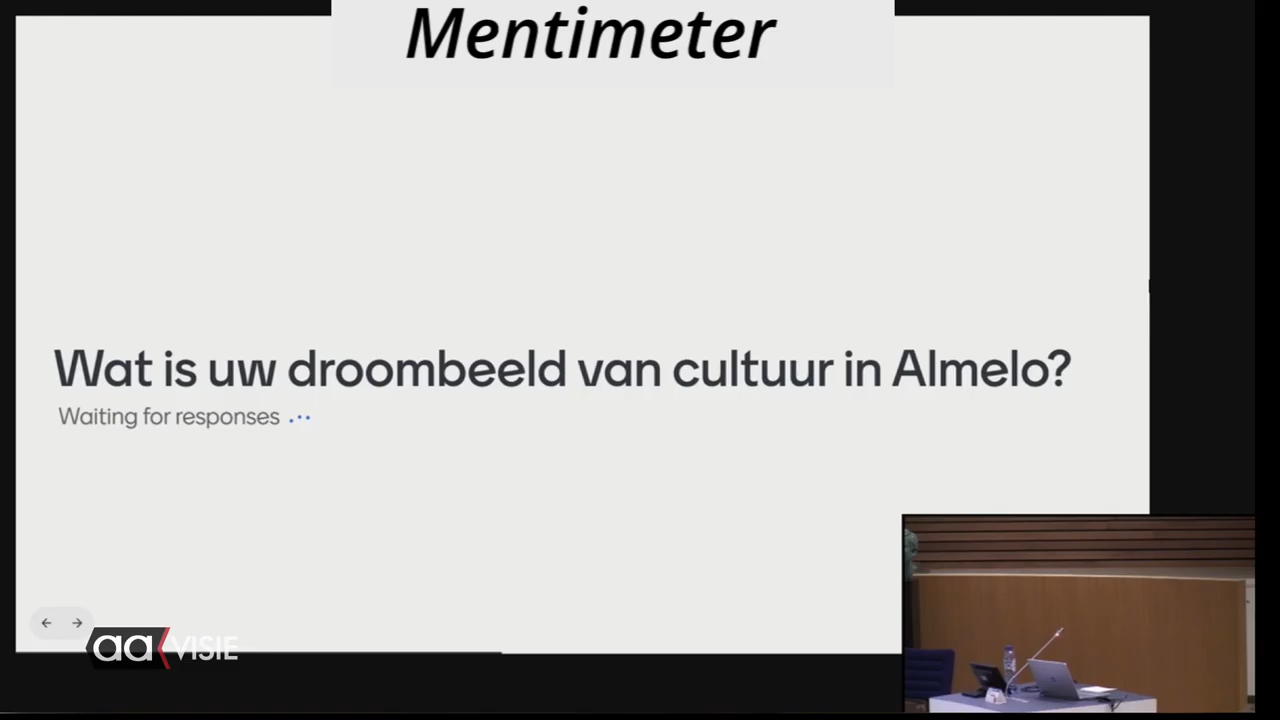 Mentimeter
Wat is uw droombeeld van cultuur in Almelo?
Waiting for responses
aa VISIE